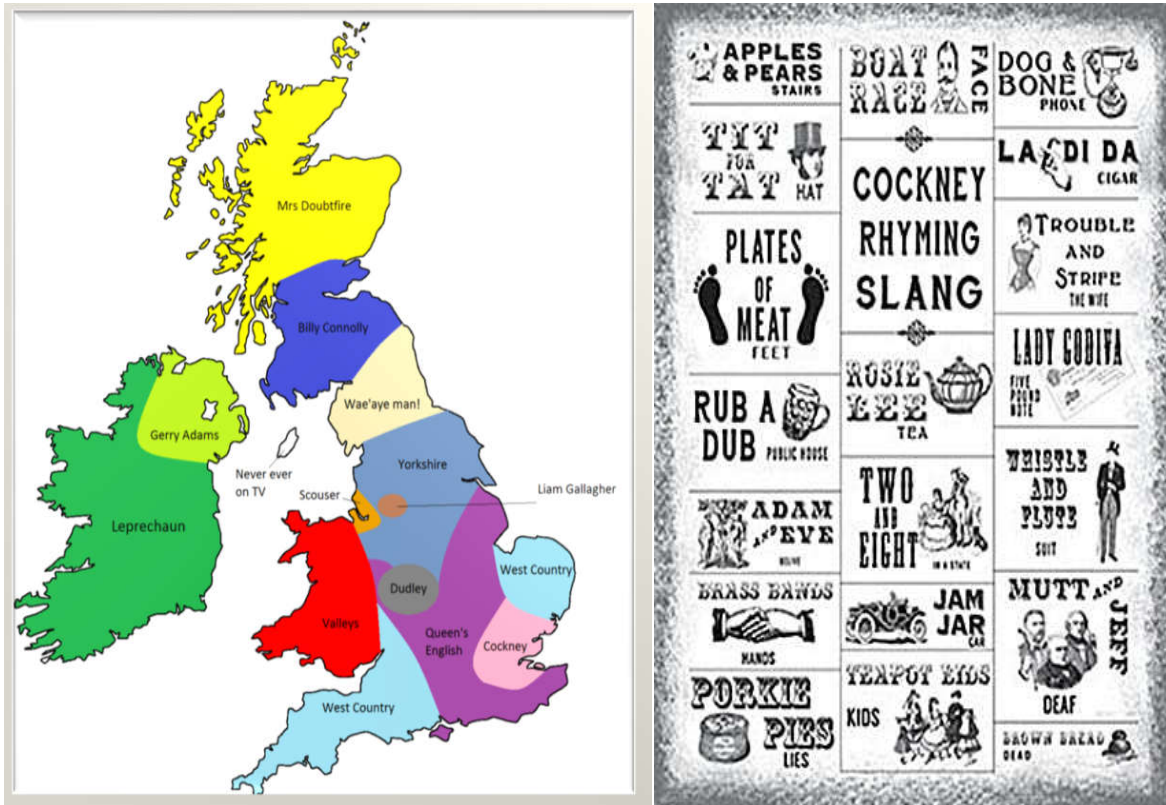 Mrs Doubtfire
Billy Connolly
Wae'aye man!
Gerry Adams
Never ever
on TV
Yorkshire
Scouser
Liam Gallagher
Leprechaun
West Country
Dudley
Valleys
Queen's
English
Cockney
West Country
APPLES
& PEARS
STAIRS
TIT
FOR
TAT
HAT
PLATES
OF
MEAT
FEET
RUB A
DUB
PUBLIC HOUSE
ADAM
AND EVE
BRASS BANDS
HANDS
PORKIE
PIES
LIES
BOAT
RACE
FACE
COCKNEY
RHYMING
SLANG
ROSIE
LEE
TEA
TWO
AND
EIGHT
IN A STATE
JAM
JAR
CAR
TEAPOT LIDS
KIDS
DOG &
BONE
PHONE
LA DI DA
CIGAR
TROUBLE
AND
STRIFE
THE WIFE
LADY GODIVA
FIVE
POUND
NOTE
WHISTLE
AND
FLUTE
SUIT
MUTT AND
JEFF
DEAF
BROWN BREAD
DEAD